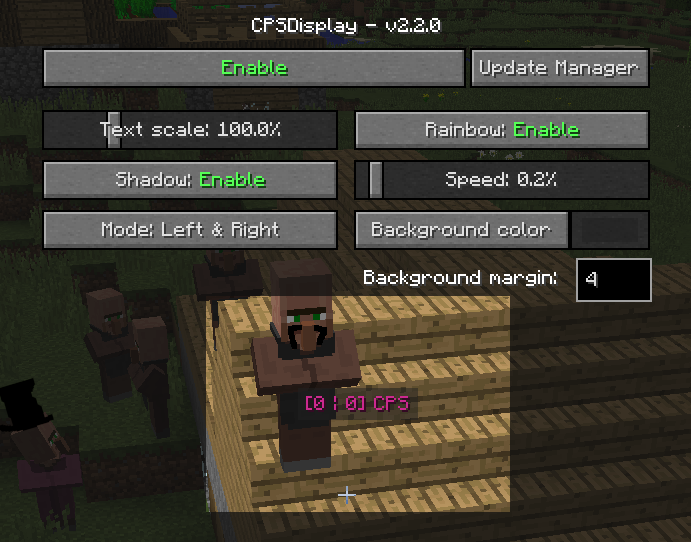 CPSDisplay - v2.2.0
Enable
Update Manager
Text scale: 100.0%
Rainbow: Enable
Shadow: Enable
Speed: 0.2%
Mode: Left & Right
Background color
Background margin: 4
[0 | 0] CPS